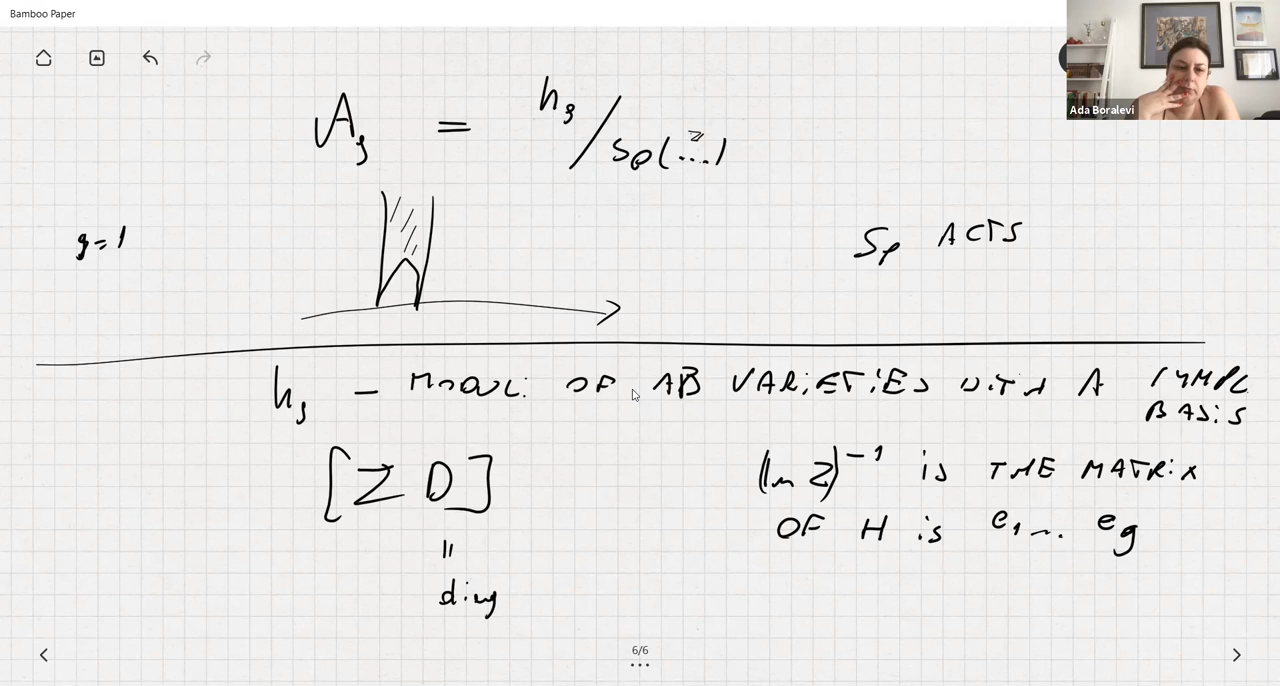 Bamboo Paper
Ada Boralevi
A_g = h_g / Sp(...Z)
g=1
Sp ACTS
h_g - MODULI OF AB VARIETIES WITH A SYMPL
BASIS
[Z D]
(Im Z)^{-1} is THE MATRIX
OF H is e_1 ... e_g
=
diag
6/6